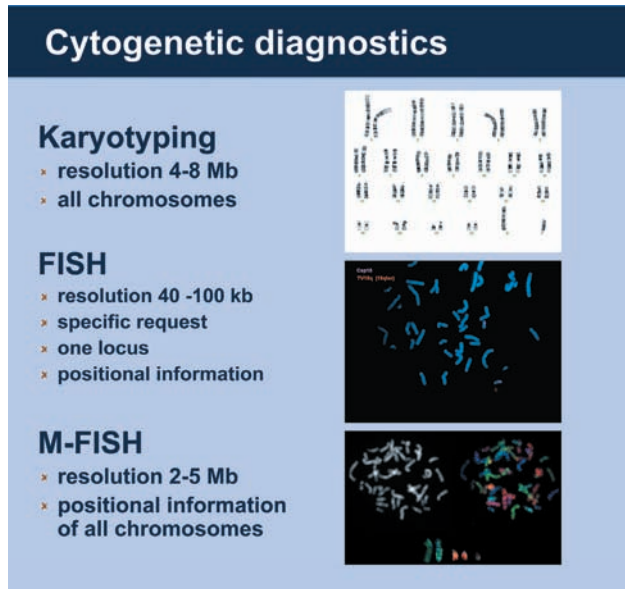 Cytogenetic diagnostics
Karyotyping
resolution 4-8 Mb
all chromosomes
FISH
resolution 40 -100 kb
specific request
one locus
positional information
M-FISH
resolution 2-5 Mb
positional information
of all chromosomes